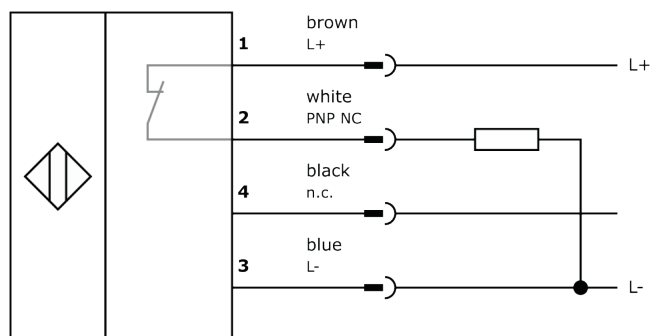 brown
1 L+ L+
white
2 PNP NC
black
4 n.c.
blue
3 L- L-